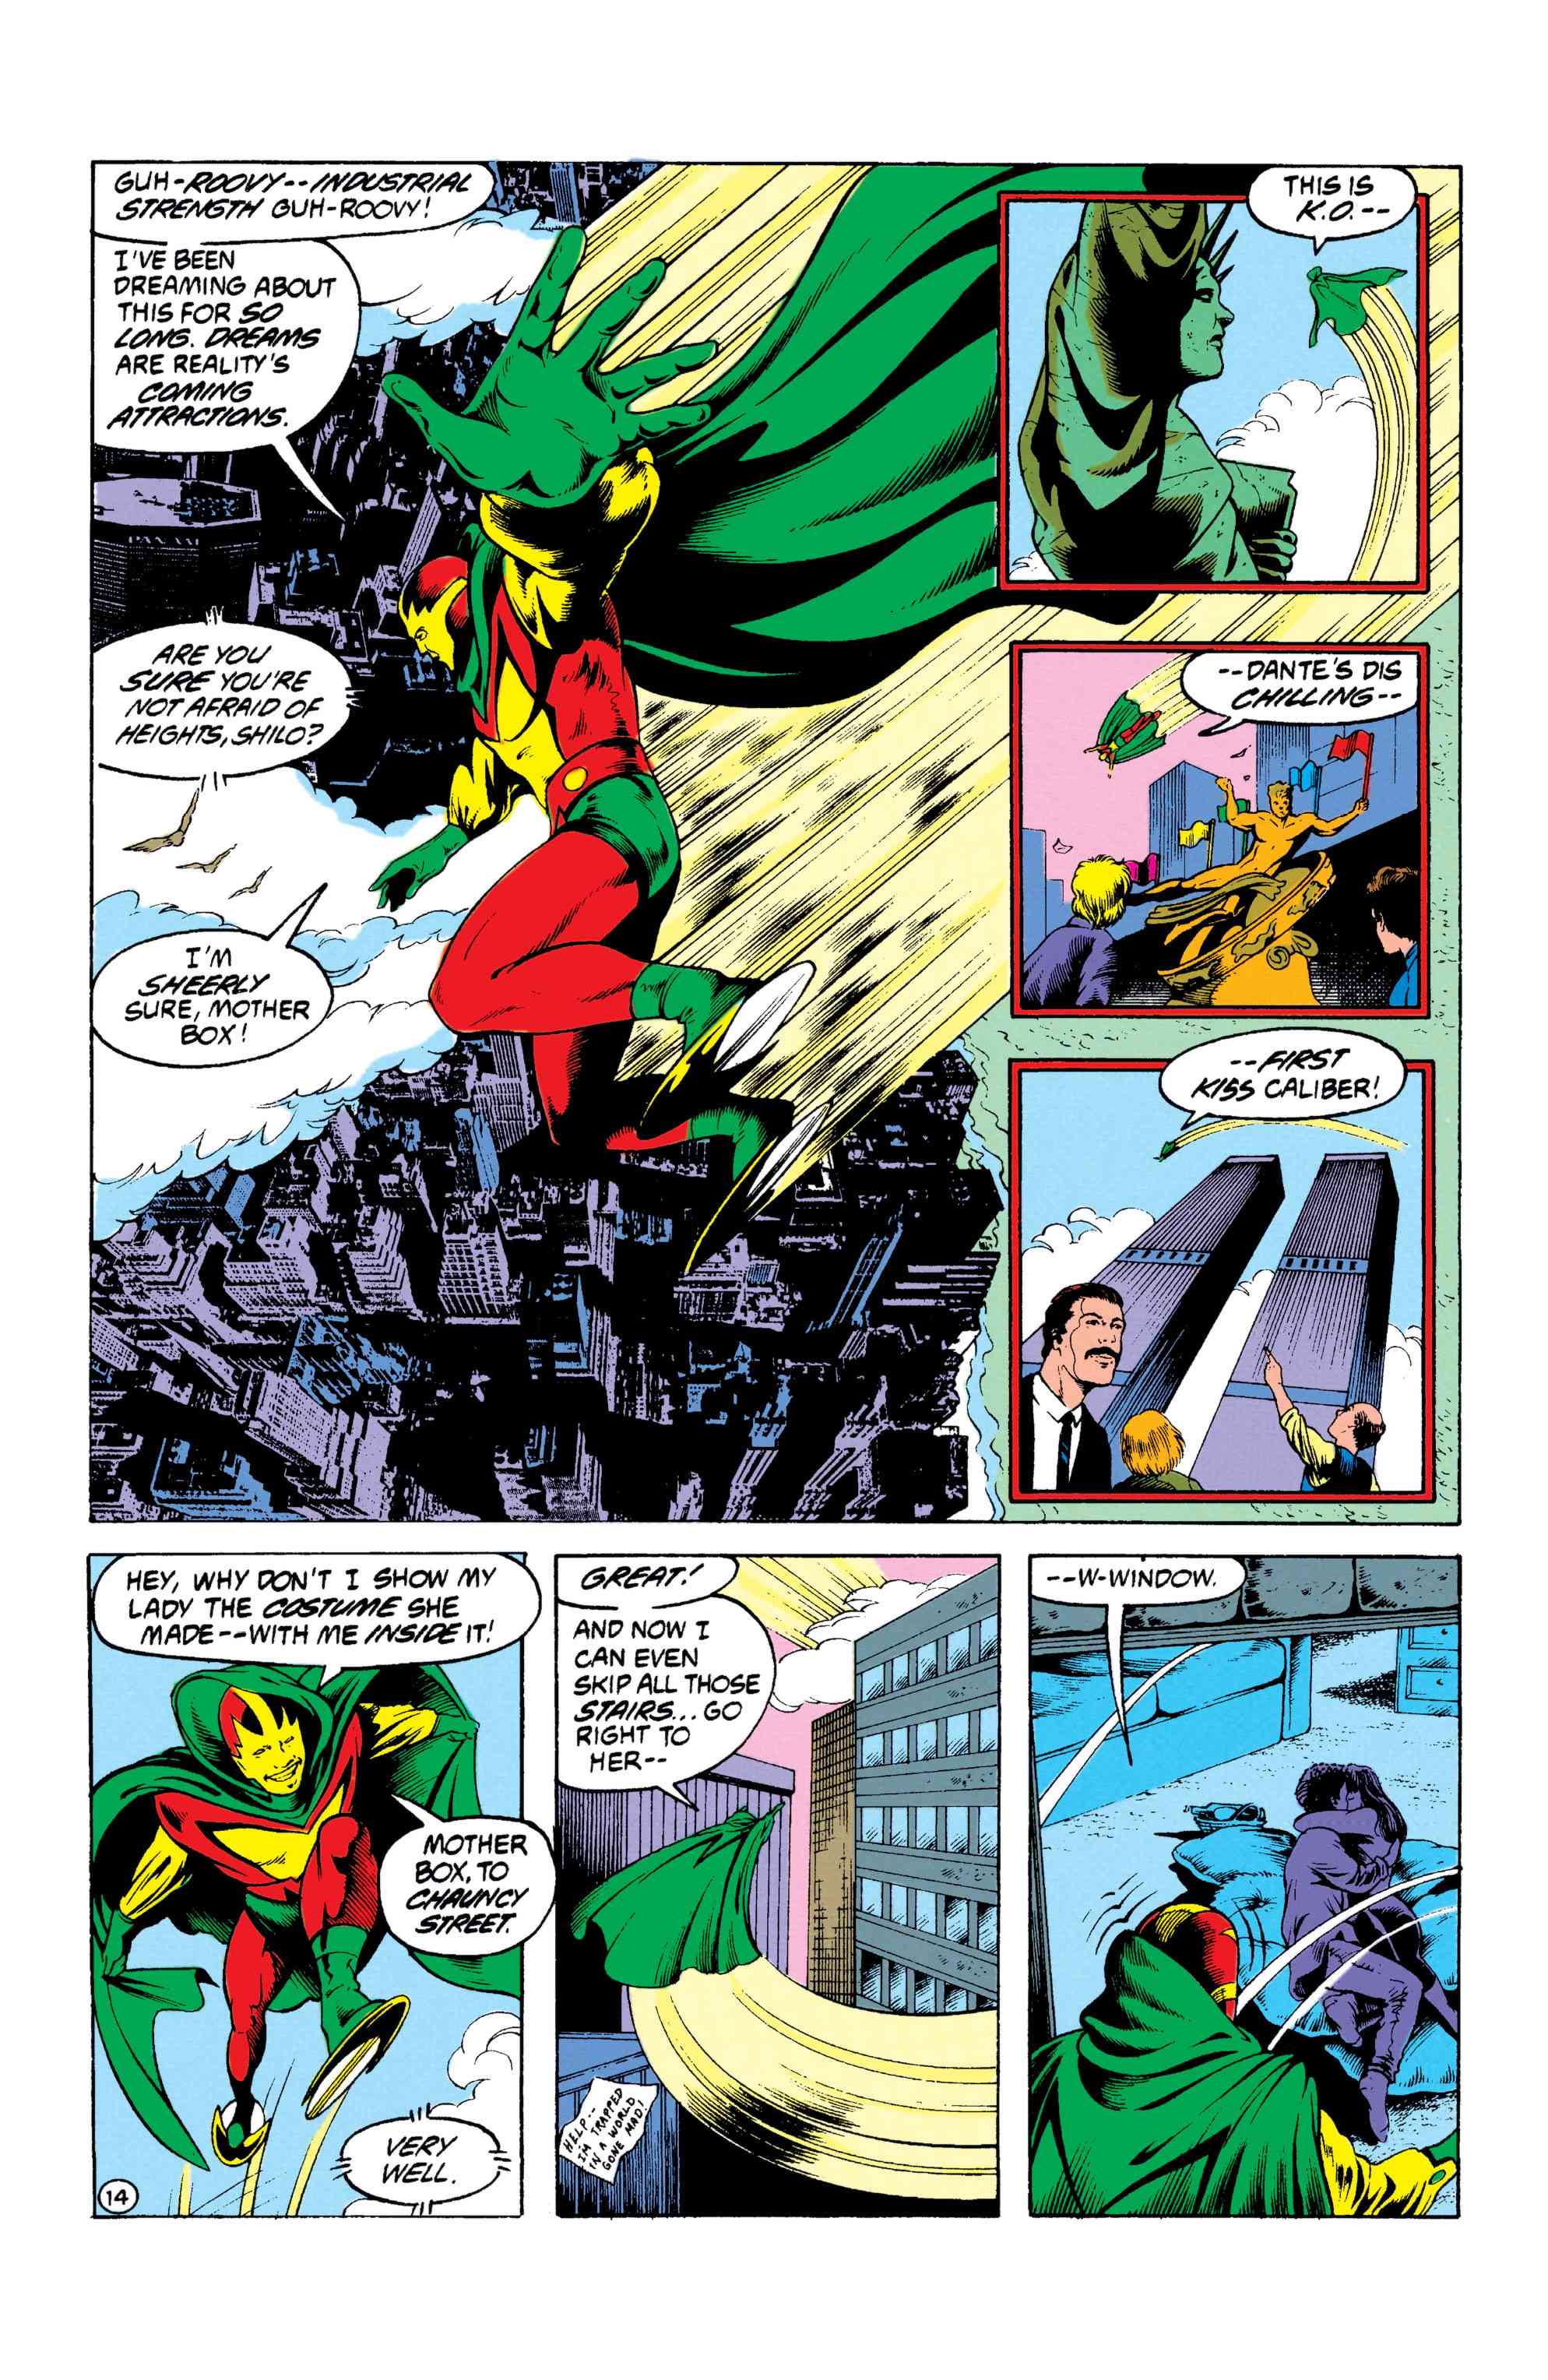 GUH-ROOVY--INDUSTRIAL
STRENGTH GUH-ROOVY!
I'VE BEEN
DREAMING ABOUT
THIS FOR SO
LONG. DREAMS
ARE REALITY'S
COMING
ATTRACTIONS.
PAN AM
ARE YOU
SURE YOU'RE
NOT AFRAID OF
HEIGHTS, SHILO?
I'M
SHEERLY
SURE, MOTHER
BOX!
THIS IS
K.O.--
--DANTE'S DIS
CHILLING--
--FIRST
KISS CALIBER!
HEY, WHY DON'T I SHOW MY
LADY THE COSTUME SHE
MADE--WITH ME INSIDE IT!
MOTHER
BOX, TO
CHAUNCY
STREET.
VERY
WELL.
14
GREAT!
AND NOW I
CAN EVEN
SKIP ALL THOSE
STAIRS... GO
RIGHT TO
HER--
HELP--
I'M TRAPPED
IN A WORLD
GONE MAD!
--W-WINDOW.